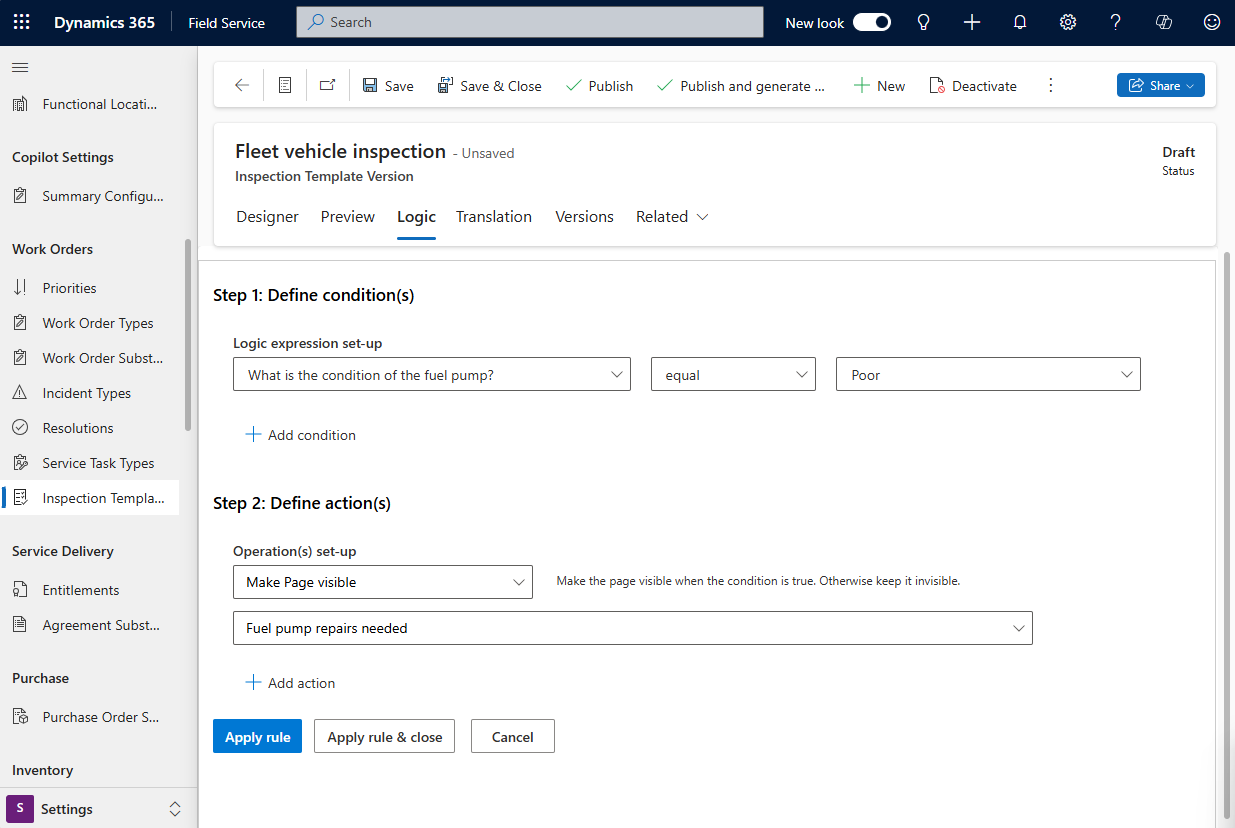 Dynamics 365 Field Service Search New look
Functional Locati...
Copilot Settings
Summary Configu...
Work Orders
Priorities
Work Order Types
Work Order Subst...
Incident Types
Resolutions
Service Task Types
Inspection Templa...
Service Delivery
Entitlements
Agreement Subst...
Purchase
Purchase Order S...
Inventory
S Settings
Save Save & Close Publish Publish and generate ... New Deactivate Share
Fleet vehicle inspection - Unsaved
Inspection Template Version
Draft
Status
Designer Preview Logic Translation Versions Related
Step 1: Define condition(s)
Logic expression set-up
What is the condition of the fuel pump? equal Poor
Add condition
Step 2: Define action(s)
Operation(s) set-up
Make Page visible Make the page visible when the condition is true. Otherwise keep it invisible.
Fuel pump repairs needed
Add action
Apply rule Apply rule & close Cancel